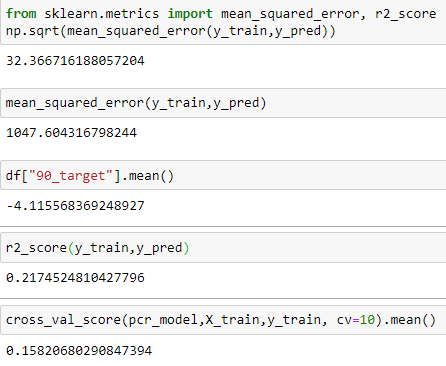 from sklearn.metrics import mean_squared_error, r2_score
np.sqrt(mean_squared_error(y_train,y_pred))
32.366716188057204
mean_squared_error(y_train,y_pred)
1047.604316798244
df["90_target"].mean()
-4.115568369248927
r2_score(y_train,y_pred)
0.2174524810427796
cross_val_score(pcr_model,X_train,y_train, cv=10).mean()
0.15820680290847394